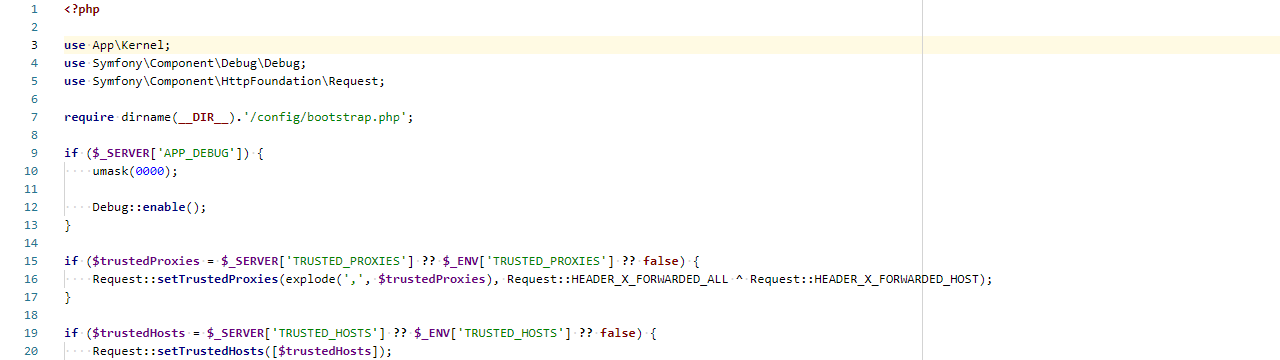 1 <?php
2
3 use App\Kernel;
4 use Symfony\Component\Debug\Debug;
5 use Symfony\Component\HttpFoundation\Request;
6
7 require dirname(__DIR__).'/config/bootstrap.php';
8
9 if ($_SERVER['APP_DEBUG']) {
10     umask(0000);
11
12     Debug::enable();
13 }
14
15 if ($trustedProxies = $_SERVER['TRUSTED_PROXIES'] ?? $_ENV['TRUSTED_PROXIES'] ?? false) {
16     Request::setTrustedProxies(explode(',', $trustedProxies), Request::HEADER_X_FORWARDED_ALL ^ Request::HEADER_X_FORWARDED_HOST);
17 }
18
19 if ($trustedHosts = $_SERVER['TRUSTED_HOSTS'] ?? $_ENV['TRUSTED_HOSTS'] ?? false) {
20     Request::setTrustedHosts([$trustedHosts]);